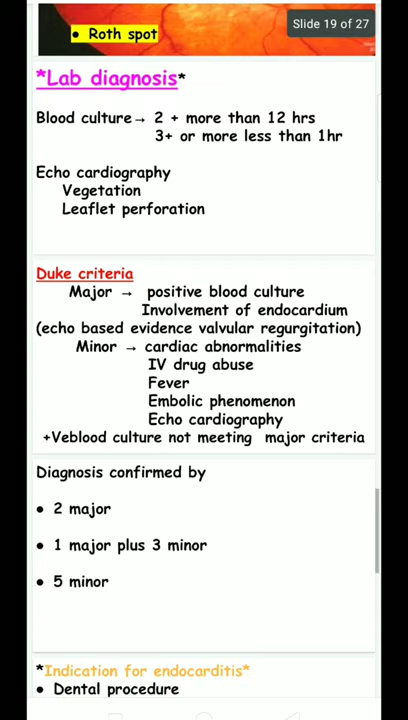 ● Roth spot
Slide 19 of 27
*Lab diagnosis*
Blood culture→ 2 + more than 12 hrs
3+ or more less than 1hr
Echo cardiography
Vegetation
Leaflet perforation
Duke criteria
Major → positive blood culture
Involvement of endocardium
(echo based evidence valvular regurgitation)
Minor → cardiac abnormalities
IV drug abuse
Fever
Embolic phenomenon
Echo cardiography
+Veblood culture not meeting major criteria
Diagnosis confirmed by
● 2 major
● 1 major plus 3 minor
● 5 minor
*Indication for endocarditis*
● Dental procedure